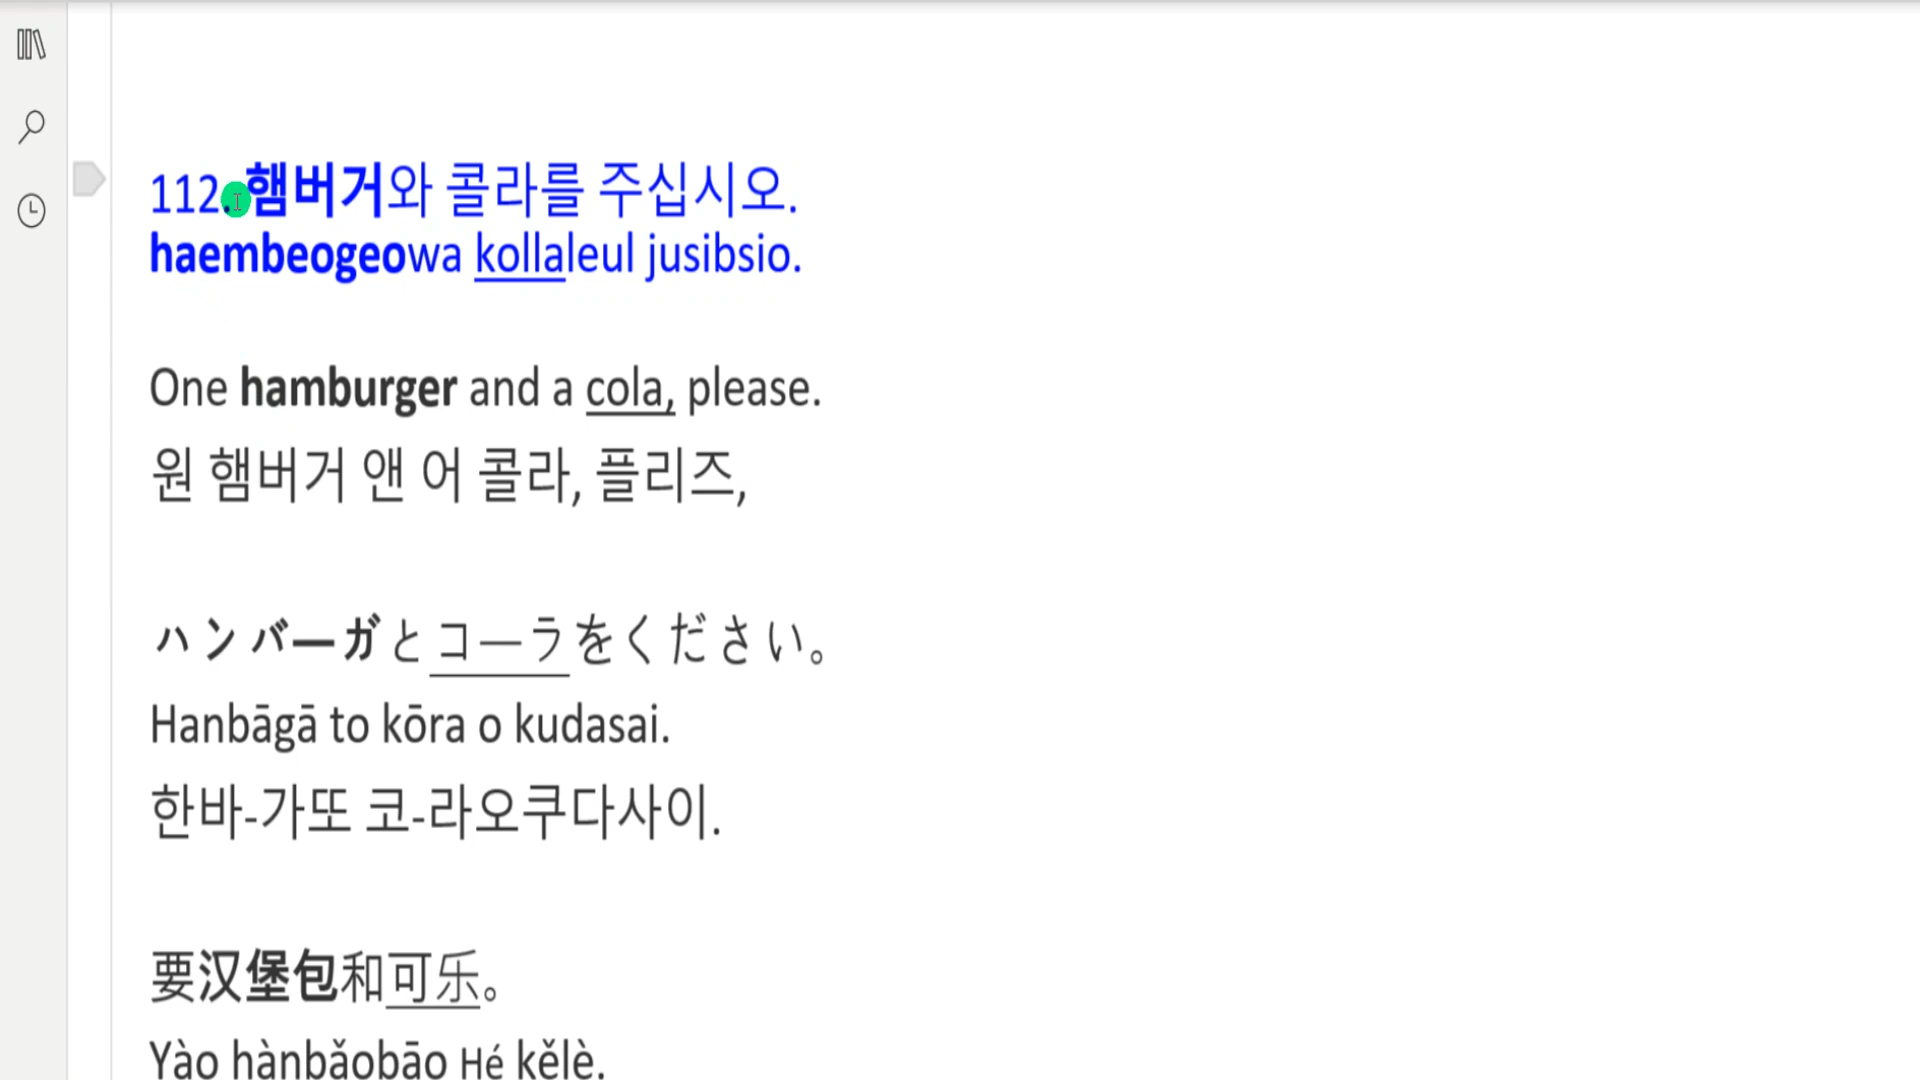 112. 햄버거와 콜라를 주십시오.
haembeogeowa kollaleul jusibsio.
One hamburger and a cola, please.
원 햄버거 앤 어 콜라, 플리즈,
ハンバーガとコーラをください。
Hanbāgā to kōra o kudasai.
한바-가또 코-라오쿠다사이.
要汉堡包和可乐。
Yào hànbǎobāo Hé kělè.